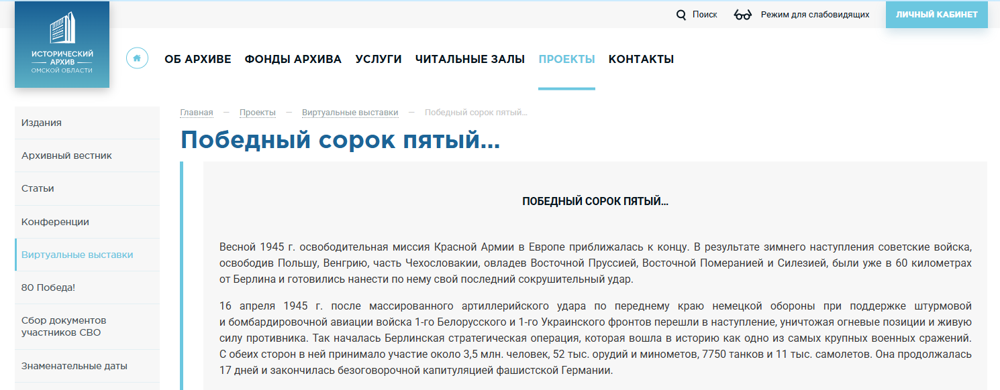 Поиск
Режим для слабовидящих
ЛИЧНЫЙ КАБИНЕТ
ИСТОРИЧЕСКИЙ
АРХИВ
ОМСКОЙ ОБЛАСТИ
ОБ АРХИВЕ
ФОНДЫ АРХИВА
УСЛУГИ
ЧИТАЛЬНЫЕ ЗАЛЫ
ПРОЕКТЫ
КОНТАКТЫ
Издания
Архивный вестник
Статьи
Конференции
Виртуальные выставки
80 Победа!
Сбор документов
участников СВО
Знаменательные даты
Главная — Проекты — Виртуальные выставки — Победный сорок пятый...
Победный сорок пятый...
ПОБЕДНЫЙ СОРОК ПЯТЫЙ...
Весной 1945 г. освободительная миссия Красной Армии в Европе приближалась к концу. В результате зимнего наступления советские войска,
освободив Польшу, Венгрию, часть Чехословакии, овладев Восточной Пруссией, Восточной Померанией и Силезией, были уже в 60 километрах
от Берлина и готовились нанести по нему свой последний сокрушительный удар.
16 апреля 1945 г. после массированного артиллерийского удара по переднему краю немецкой обороны при поддержке штурмовой
и бомбардировочной авиации войска 1-го Белорусского и 1-го Украинского фронтов перешли в наступление, уничтожая огневые позиции и живую
силу противника. Так началась Берлинская стратегическая операция, которая вошла в историю как одно из самых крупных военных сражений.
С обеих сторон в ней принимало участие около 3,5 млн. человек, 52 тыс. орудий и минометов, 7750 танков и 11 тыс. самолетов. Она продолжалась
17 дней и закончилась безоговорочной капитуляцией фашистской Германии.